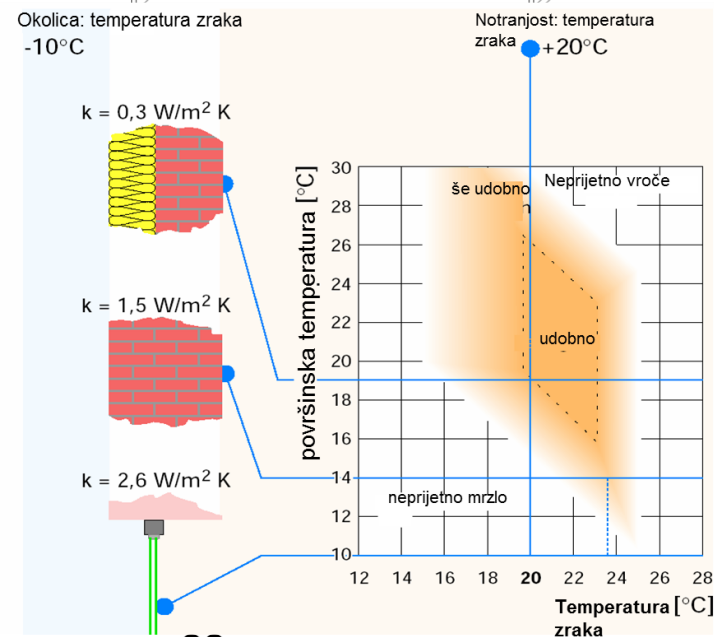 Okolica: temperatura zraka
-10°C
Notranjost: temperatura
zraka
+20°C
k = 0,3 W/m² K
k = 1,5 W/m² K
k = 2,6 W/m² K
površinska temperatura [°C]
30
28
26
24
22
20
18
16
14
12
10
še udobno
Neprijetno vroče
udobno
neprijetno mrzlo
12 14 16 18 20 22 24 26 28
Temperatura [°C]
zraka